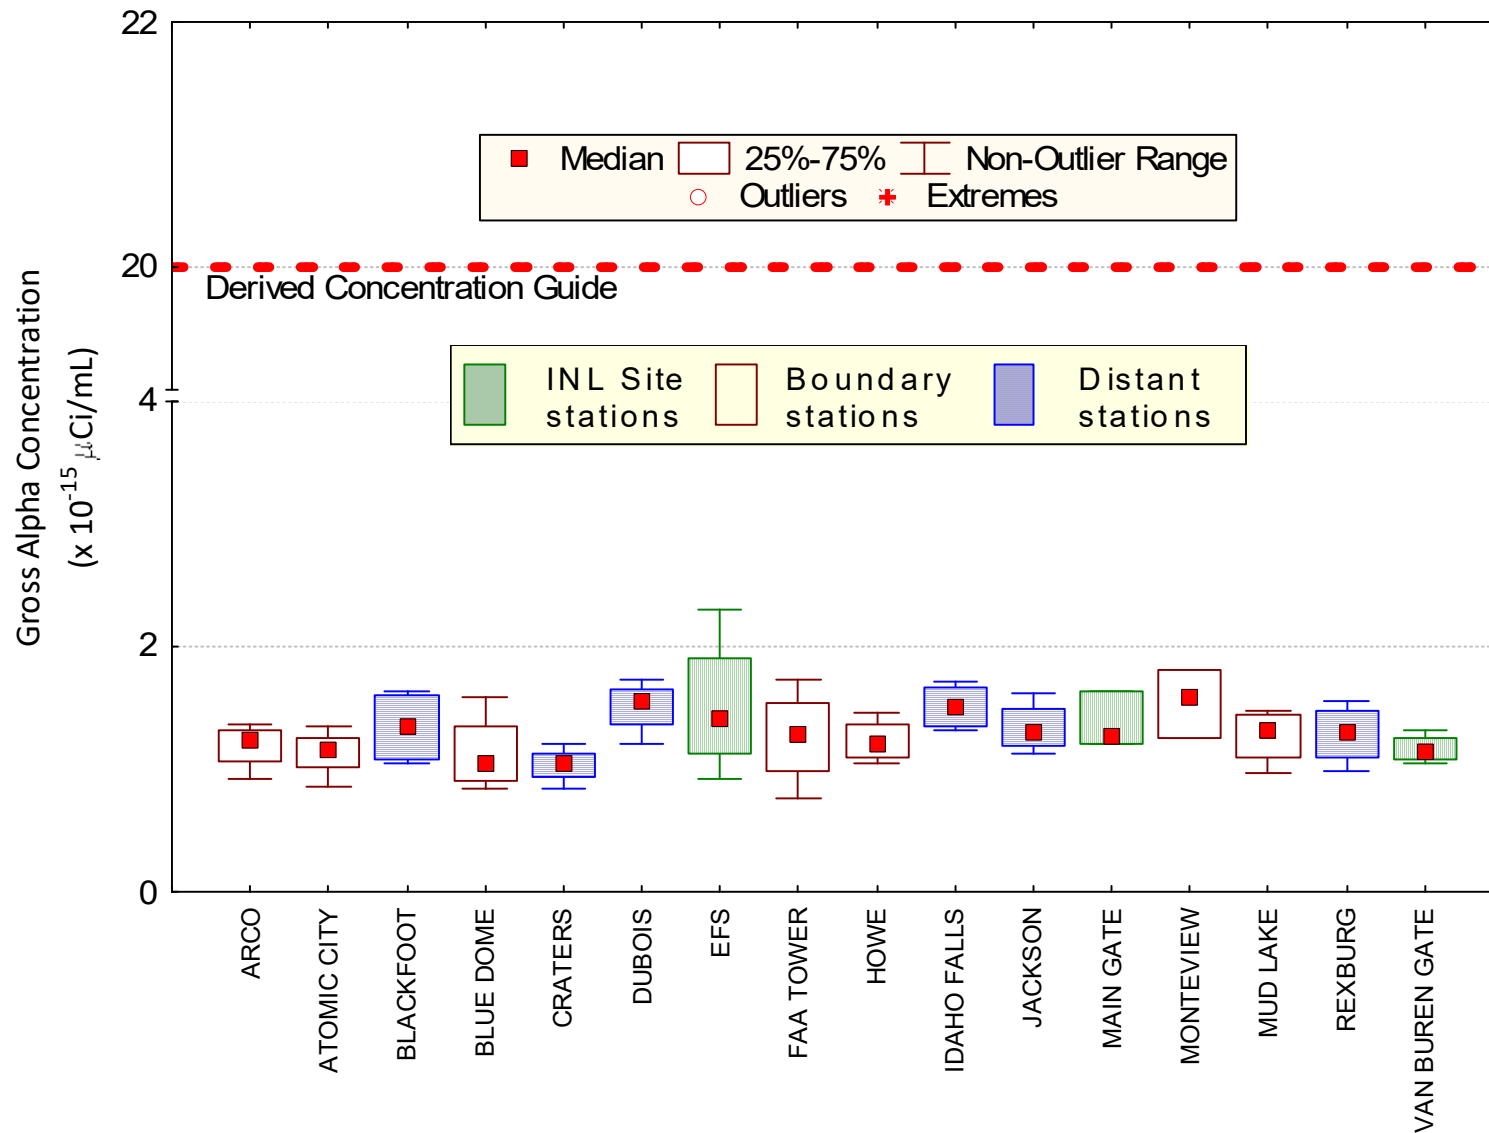 22
Median 25%-75% Non-Outlier Range
Outliers Extremes
20
Derived Concentration Guide
INL Site Boundary Distant
stations stations stations
4
2
0
Gross Alpha Concentration
(x 10⁻¹⁵ μCi/mL)
ARCO
ATOMIC CITY
BLACKFOOT
BLUE DOME
CRATERS
DUBOIS
EFS
FAA TOWER
HOWE
IDAHO FALLS
JACKSON
MAIN GATE
MONTEVIEW
MUD LAKE
REXBURG
VAN BUREN GATE